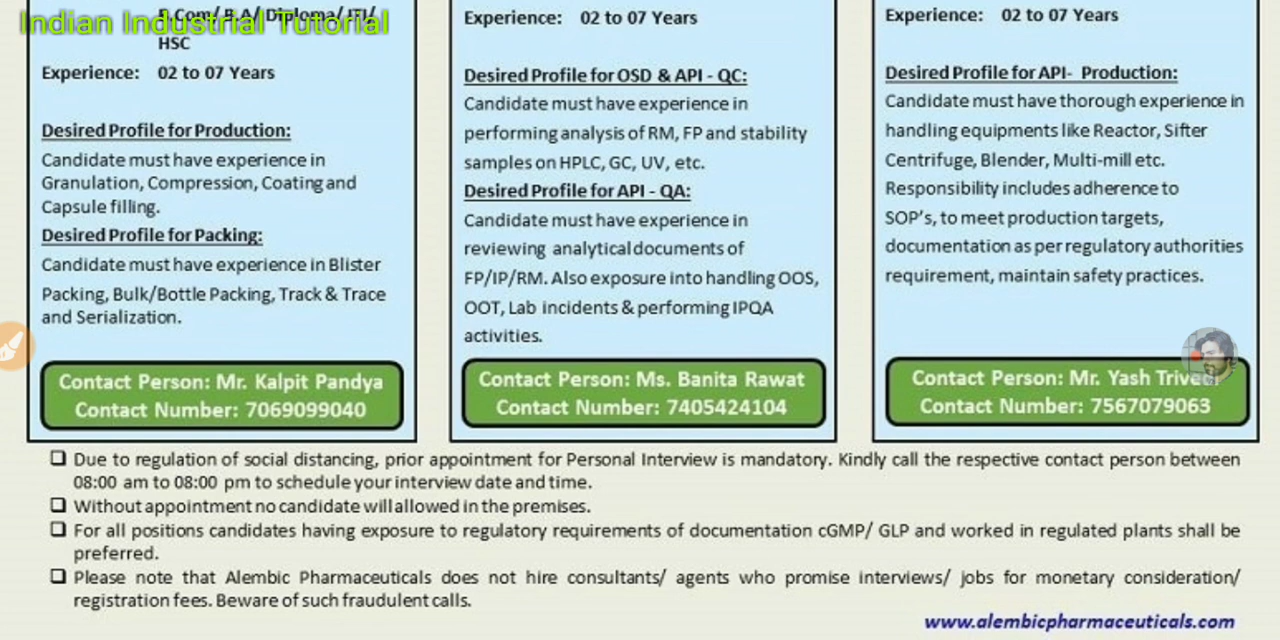 Indian Industrial Tutorial
B.Com/ B.A/ Diploma/ ITI/
HSC
Experience: 02 to 07 Years
Desired Profile for Production:
Candidate must have experience in
Granulation, Compression, Coating and
Capsule filling.
Desired Profile for Packing:
Candidate must have experience in Blister
Packing, Bulk/Bottle Packing, Track & Trace
and Serialization.
Contact Person: Mr. Kalpit Pandya
Contact Number: 7069099040
Experience: 02 to 07 Years
Desired Profile for OSD & API - QC:
Candidate must have experience in
performing analysis of RM, FP and stability
samples on HPLC, GC, UV, etc.
Desired Profile for API - QA:
Candidate must have experience in
reviewing analytical documents of
FP/IP/RM. Also exposure into handling OOS,
OOT, Lab incidents & performing IPQA
activities.
Contact Person: Ms. Banita Rawat
Contact Number: 7405424104
Experience: 02 to 07 Years
Desired Profile for API- Production:
Candidate must have thorough experience in
handling equipments like Reactor, Sifter
Centrifuge, Blender, Multi-mill etc.
Responsibility includes adherence to
SOP's, to meet production targets,
documentation as per regulatory authorities
requirement, maintain safety practices.
Contact Person: Mr. Yash
Contact Number: 7567079063
Due to regulation of social distancing, prior appointment for Personal Interview is mandatory. Kindly call the respective contact person between
08:00 am to 08:00 pm to schedule your interview date and time.
Without appointment no candidate will allowed in the premises.
For all positions candidates having exposure to regulatory requirements of documentation cGMP/ GLP and worked in regulated plants shall be
preferred.
Please note that Alembic Pharmaceuticals does not hire consultants/ agents who promise interviews/ jobs for monetary consideration/
registration fees. Beware of such fraudulent calls.
www.alembicpharmaceuticals.com